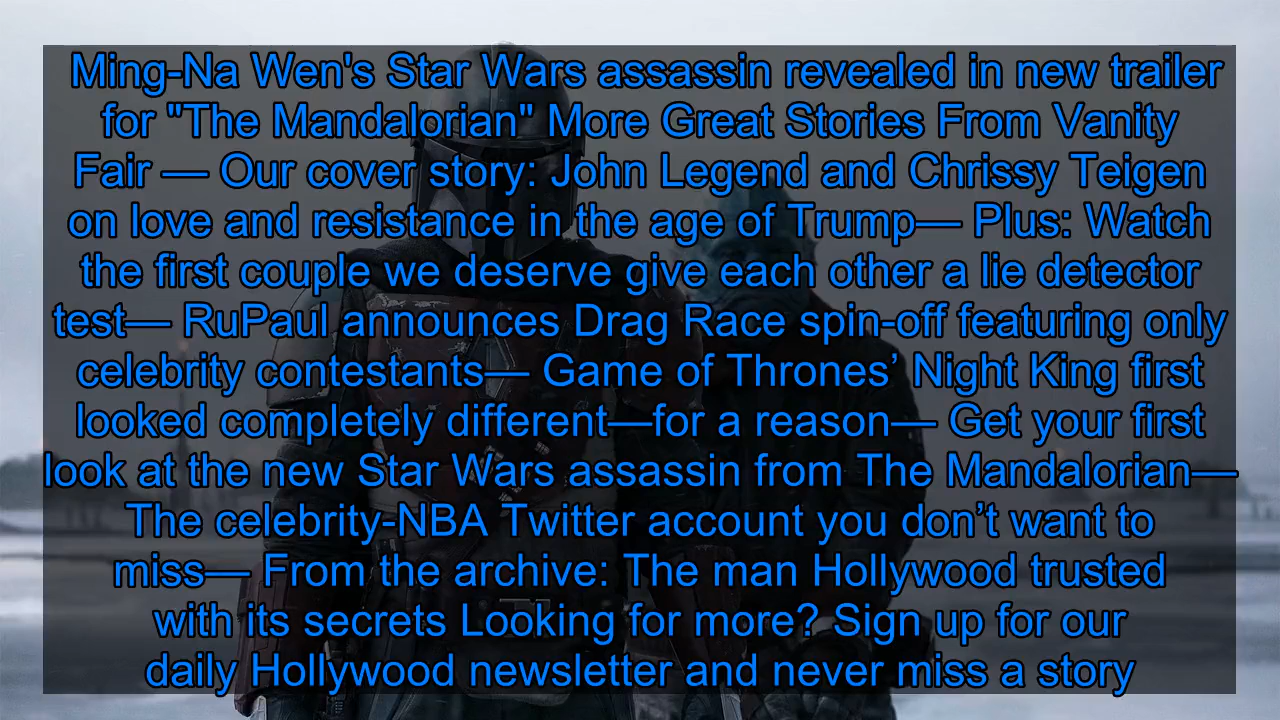 Ming-Na Wen's Star Wars assassin revealed in new trailer
for "The Mandalorian" More Great Stories From Vanity
Fair — Our cover story: John Legend and Chrissy Teigen
on love and resistance in the age of Trump— Plus: Watch
the first couple we deserve give each other a lie detector
test— RuPaul announces Drag Race spin-off featuring only
celebrity contestants— Game of Thrones’ Night King first
looked completely different—for a reason— Get your first
look at the new Star Wars assassin from The Mandalorian—
The celebrity-NBA Twitter account you don’t want to
miss— From the archive: The man Hollywood trusted
with its secrets Looking for more? Sign up for our
daily Hollywood newsletter and never miss a story